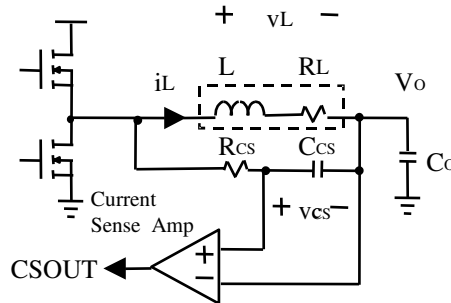 + vL −
iL
L
RL
VO
RCS
CCS
CO
+ vcs −
Current
Sense Amp
CSOUT
+
−